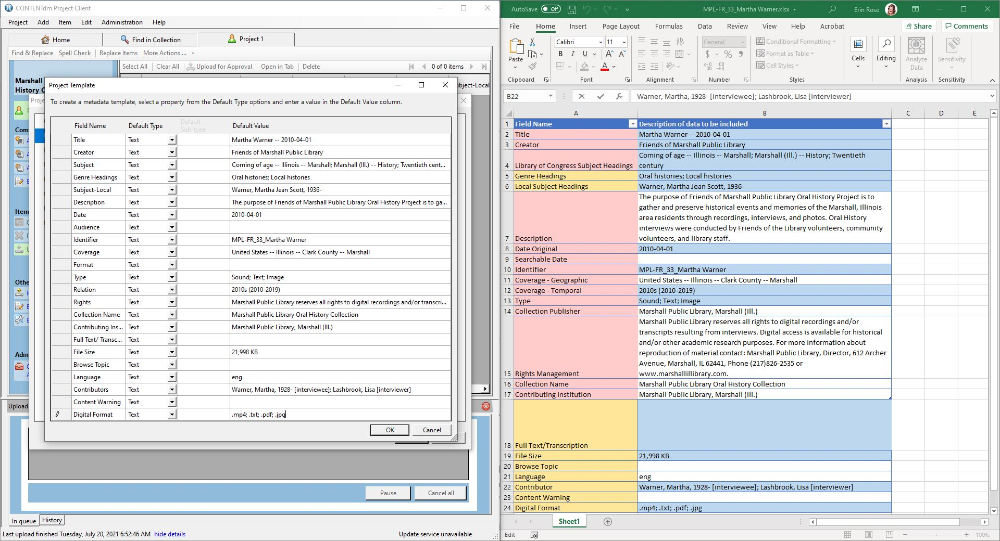 CONTENTdm Project Client
Project Add Item Edit Administration Help
Home Find in Collection Project 1
Find & Replace Spell Check Replace Items More Actions ...
Select All Clear All Upload for Approval Open in Tab Delete 0 of 0 items
Marshall
History C
ubject-Local
Com
Item
Othe
Adm
Project Template
To create a metadata template, select a property from the Default Type options and enter a value in the Default Value column.
Field Name Default Type Default Sub-type Default Value
Title Text Martha Warner -- 2010-04-01
Creator Text Friends of Marshall Public Library
Subject Text Coming of age -- Illinois -- Marshall; Marshall (Ill.) -- History; Twentieth cent...
Genre Headings Text Oral histories; Local histories
Subject-Local Text Warner, Martha Jean Scott, 1936-
Description Text The purpose of Friends of Marshall Public Library Oral History Project is to ga...
Date Text 2010-04-01
Audience Text
Identifier Text MPL-FR_33_Martha Warner
Coverage Text United States -- Illinois -- Clark County -- Marshall
Format Text
Type Text Sound; Text; Image
Relation Text 2010s (2010-2019)
Rights Text Marshall Public Library reserves all rights to digital recordings and/or transcri...
Collection Name Text Marshall Public Library Oral History Collection
Contributing Ins... Text Marshall Public Library, Marshall (Ill.)
Full Text/ Transc... Text
File Size Text 21,998 KB
Browse Topic Text
Language Text eng
Contributors Text Warner, Martha, 1928- [interviewee]; Lashbrook, Lisa [interviewer]
Content Warning Text
Digital Format Text .mp4; .txt; .pdf; .jpg
OK Cancel
Upload
Pause Cancel all
In queue History
Last upload finished Tuesday, July 20, 2021 6:52:46 AM hide details Update service unavailable
AutoSave Off MPL-FR_33_Martha Warner.xlsx Erin Rose
File Home Insert Page Layout Formulas Data Review View Help Acrobat Share Comments
Paste
Calibri 11
B I U
General
Conditional Formatting
Format as Table
Cell Styles
Cells Editing Analyze Data Sensitivity
Clipboard Font Alignment Number Styles Analysis Sensitivity
B22 fx Warner, Martha, 1928- [interviewee]; Lashbrook, Lisa [interviewer]
A B C D E
1 Field Name Description of data to be included
2 Title Martha Warner -- 2010-04-01
3 Creator Friends of Marshall Public Library
4 Library of Congress Subject Headings Coming of age -- Illinois -- Marshall; Marshall (Ill.) -- History; Twentieth
century
5 Genre Headings Oral histories; Local histories
6 Local Subject Headings Warner, Martha Jean Scott, 1936-
7 Description The purpose of Friends of Marshall Public Library Oral History Project is to
gather and preserve historical events and memories of the Marshall, Illinois
area residents through recordings, interviews, and photos. Oral History
interviews were conducted by Friends of the Library volunteers, community
volunteers, and library staff.
8 Date Original 2010-04-01
9 Searchable Date
10 Identifier MPL-FR_33_Martha Warner
11 Coverage - Geographic United States -- Illinois -- Clark County -- Marshall
12 Coverage - Temporal 2010s (2010-2019)
13 Type Sound; Text; Image
14 Collection Publisher Marshall Public Library, Marshall (Ill.)
15 Rights Management Marshall Public Library reserves all rights to digital recordings and/or
transcripts resulting from interviews. Digital access is available for historical
and/or other academic research purposes. For more information about
reproduction of material contact: Marshall Public Library, Director, 612 Archer
Avenue, Marshall, IL 62441, Phone (217)826-2535 or
www.marshallillibrary.com.
16 Collection Name Marshall Public Library Oral History Collection
17 Contributing Institution Marshall Public Library, Marshall (Ill.)
18 Full Text/Transcription
19 File Size 21,998 KB
20 Browse Topic
21 Language eng
22 Contributor Warner, Martha, 1928- [interviewee]; Lashbrook, Lisa [interviewer]
23 Content Warning
24 Digital Format .mp4; .txt; .pdf; .jpg
Sheet1
Edit 100%